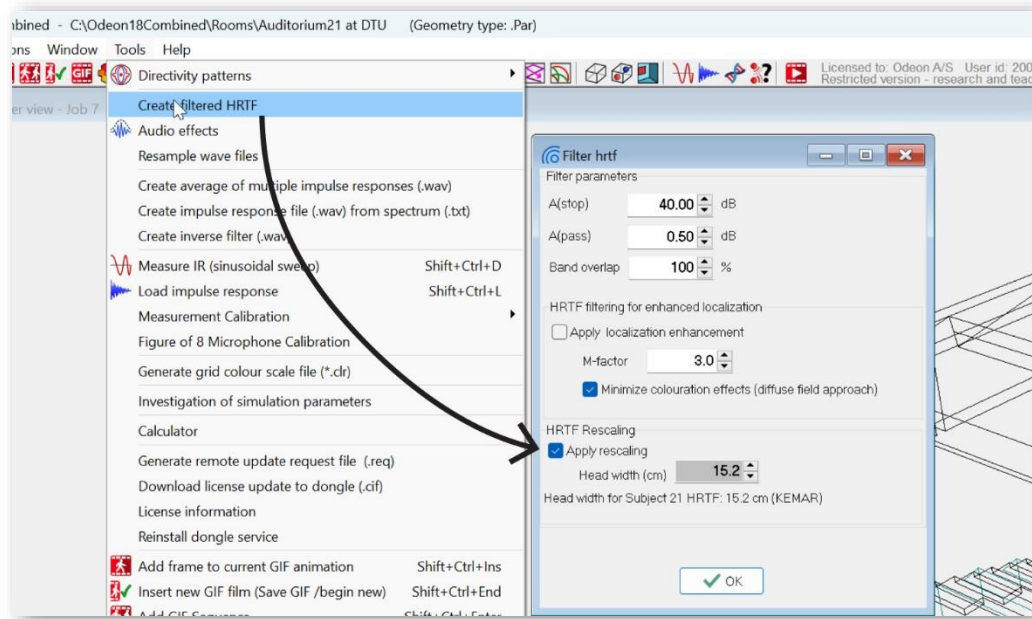 nbined - C:\Odeon18Combined\Rooms\Auditorium21 at DTU (Geometry type: .Par)
ons Window Tools Help
GIF
Licensed to: Odeon A/S User id: 200
Restricted version - research and teac
er view - Job 7
Directivity patterns
Create filtered HRTF
Audio effects
Resample wave files
Create average of multiple impulse responses (.wav)
Create impulse response file (.wav) from spectrum (.txt)
Create inverse filter (.wav)
Measure IR (sinusoidal sweep) Shift+Ctrl+D
Load impulse response Shift+Ctrl+L
Measurement Calibration
Figure of 8 Microphone Calibration
Generate grid colour scale file (*.clr)
Investigation of simulation parameters
Calculator
Generate remote update request file (.req)
Download license update to dongle (.cif)
License information
Reinstall dongle service
Add frame to current GIF animation Shift+Ctrl+Ins
Insert new GIF film (Save GIF /begin new) Shift+Ctrl+End
Add GIF Sequence Shift+Ctrl+Enter
Filter hrtf
Filter parameters
A(stop) 40.00 dB
A(pass) 0.50 dB
Band overlap 100 %
HRTF filtering for enhanced localization
Apply localization enhancement
M-factor 3.0
Minimize colouration effects (diffuse field approach)
HRTF Rescaling
Apply rescaling
Head width (cm) 15.2
Head width for Subject 21 HRTF: 15.2 cm (KEMAR)
OK